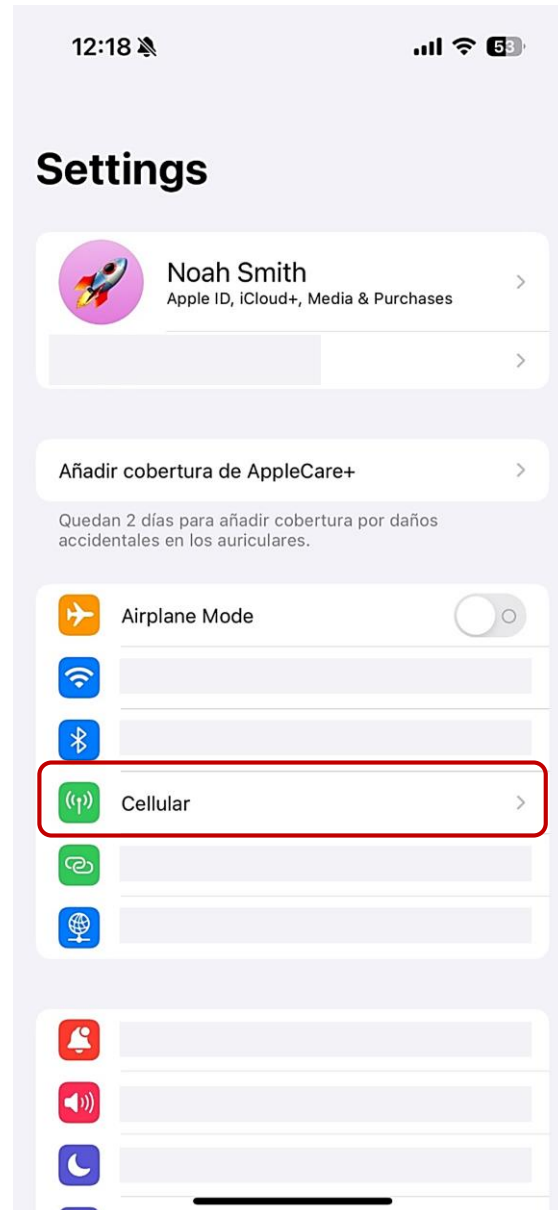 12:18
53
Settings
Noah Smith
Apple ID, iCloud+, Media & Purchases
Añadir cobertura de AppleCare+
Quedan 2 días para añadir cobertura por daños
accidentales en los auriculares.
Airplane Mode
Cellular